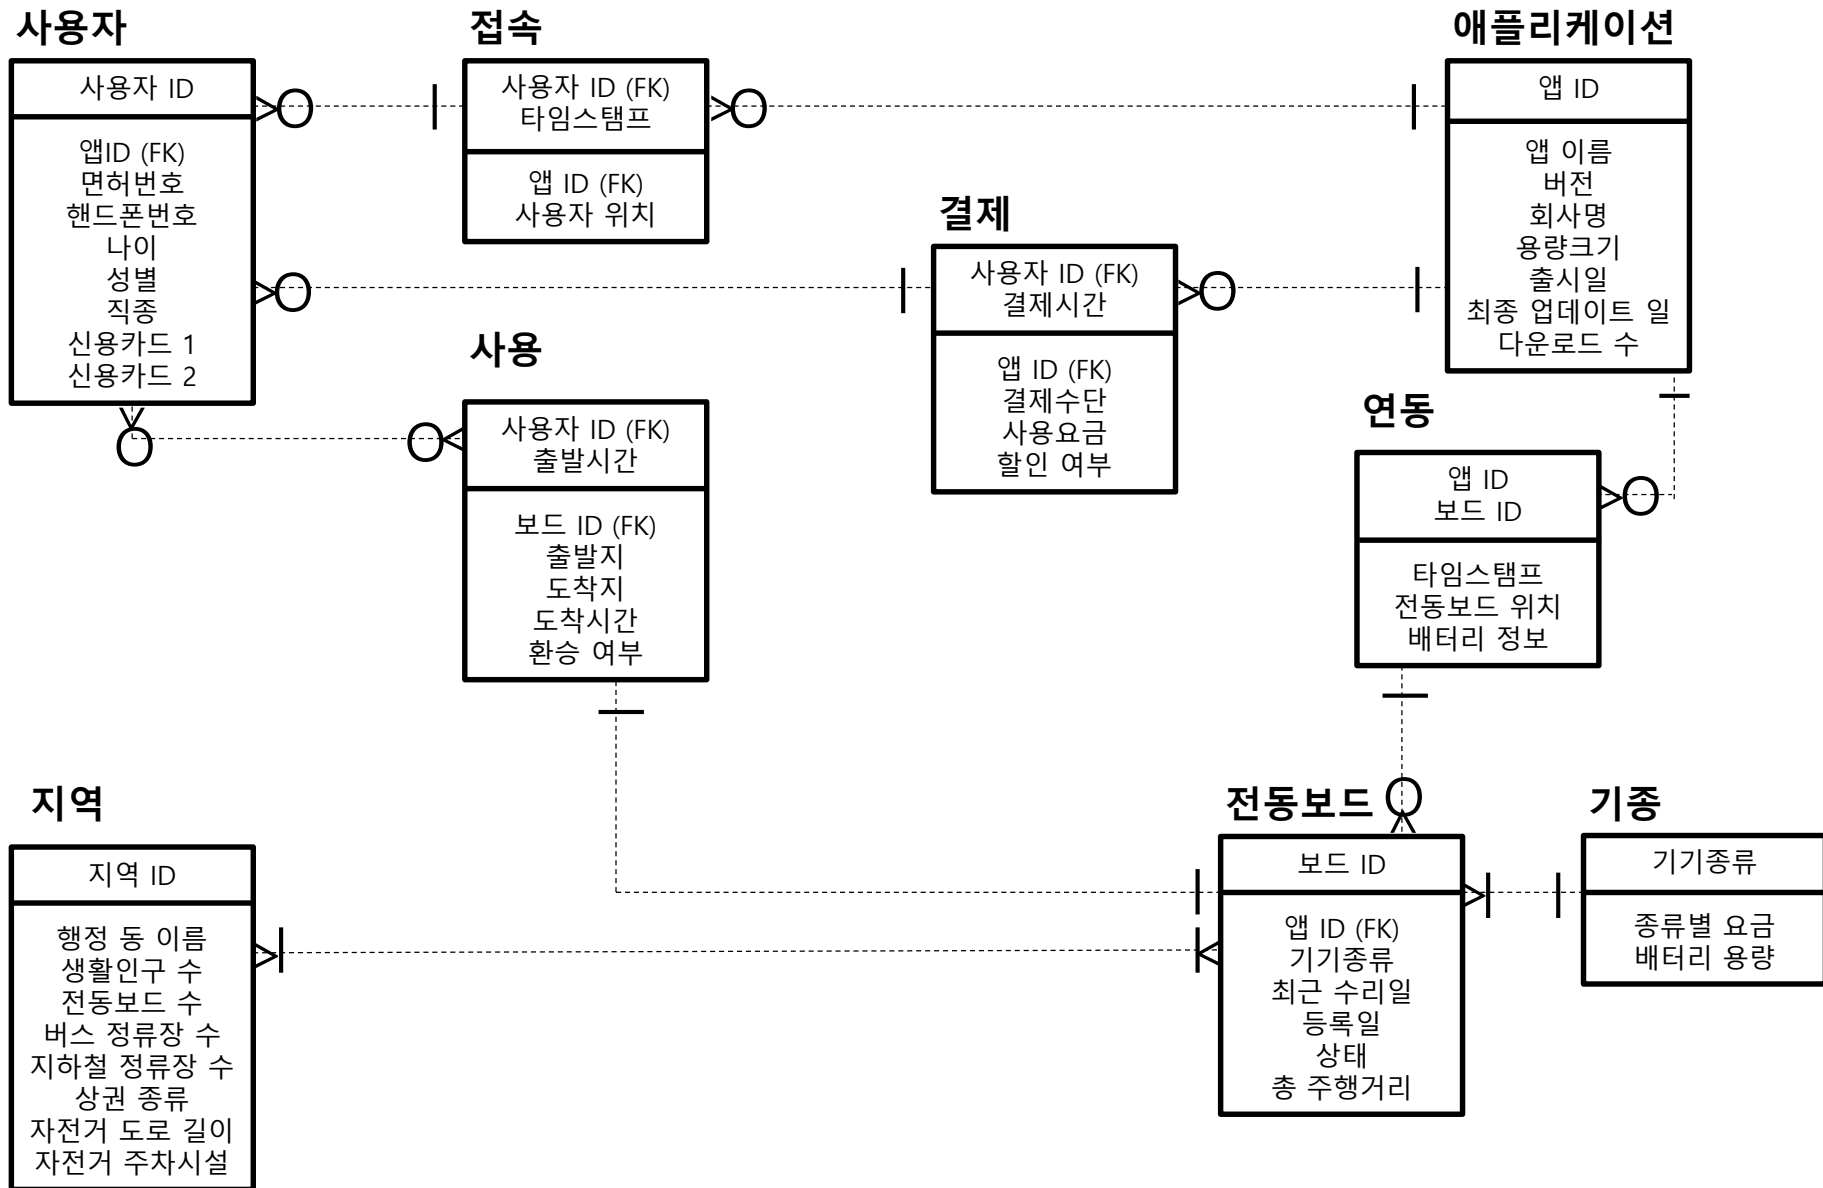 사용자
사용자 ID
앱ID (FK)
면허번호
핸드폰번호
나이
성별
직종
신용카드 1
신용카드 2
접속
사용자 ID (FK)
타임스탬프
앱 ID (FK)
사용자 위치
애플리케이션
앱 ID
앱 이름
버전
회사명
용량크기
출시일
최종 업데이트 일
다운로드 수
결제
사용자 ID (FK)
결제시간
앱 ID (FK)
결제수단
사용요금
할인 여부
사용
사용자 ID (FK)
출발시간
보드 ID (FK)
출발지
도착지
도착시간
환승 여부
연동
앱 ID
보드 ID
타임스탬프
전동보드 위치
배터리 정보
지역
지역 ID
행정 동 이름
생활인구 수
전동보드 수
버스 정류장 수
지하철 정류장 수
상권 종류
자전거 도로 길이
자전거 주차시설
전동보드
보드 ID
앱 ID (FK)
기기종류
최근 수리일
등록일
상태
총 주행거리
기종
기기종류
종류별 요금
배터리 용량